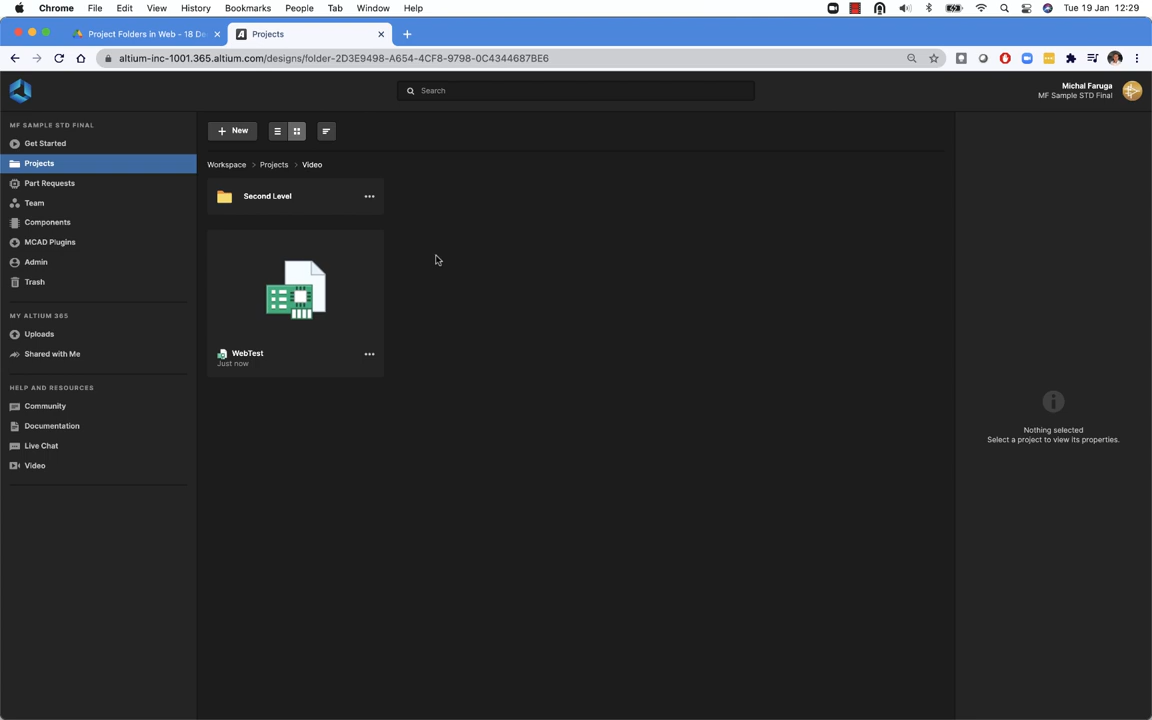 Chrome File Edit View History Bookmarks People Tab Window Help Tue 19 Jan 12:29
Project Folders in Web - 18 De
Projects
altium-inc-1001.365.altium.com/designs/folder-2D3E9498-A654-4CF8-9798-0C4344687BE6
Search
Michal Faruga
MF Sample STD Final
MF SAMPLE STD FINAL
Get Started
Projects
Part Requests
Team
Components
MCAD Plugins
Admin
Trash
MY ALTIUM 365
Uploads
Shared with Me
HELP AND RESOURCES
Community
Documentation
Live Chat
Video
+ New
Workspace > Projects > Video
Second Level
WebTest
Just now
Nothing selected
Select a project to view its properties.